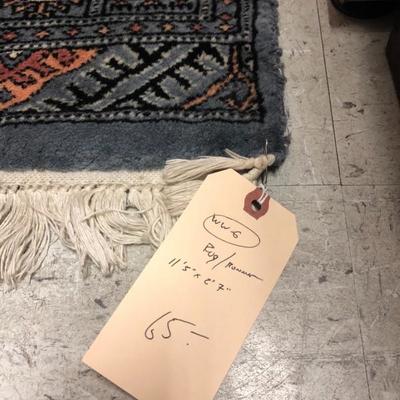 WW6
Rug/Runner
11'5" x 2'7"
65.-